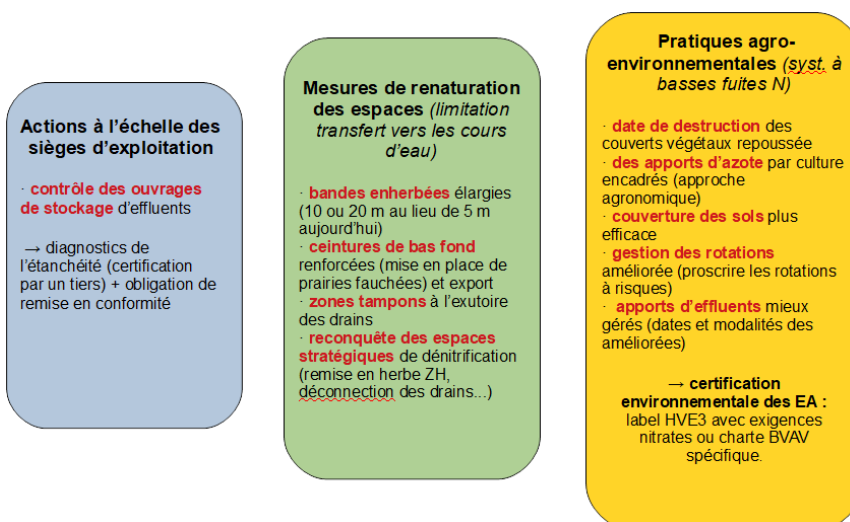 Actions à l'échelle des
sièges d'exploitation
· contrôle des ouvrages
de stockage d'effluents
→ diagnostics de
l'étanchéité (certification
par un tiers) + obligation de
remise en conformité
Mesures de renaturation
des espaces (limitation
transfert vers les cours
d'eau)
· bandes enherbées élargies
(10 ou 20 m au lieu de 5 m
aujourd'hui)
· ceintures de bas fond
renforcées (mise en place de
prairies fauchées) et export
· zones tampons à l'exutoire
des drains
· reconquête des espaces
stratégiques de dénitrification
(remise en herbe ZH,
déconnection des drains...)
Pratiques agro-
environnementales (syst. à
basses fuites N)
· date de destruction des
couverts végétaux repoussée
· des apports d'azote par culture
encadrés (approche
agronomique)
· couverture des sols plus
efficace
· gestion des rotations
améliorée (proscrire les rotations
à risques)
· apports d'effluents mieux
gérés (dates et modalités des
améliorées)
→ certification
environnementale des EA :
label HVE3 avec exigences
nitrates ou charte BVAV
spécifique.